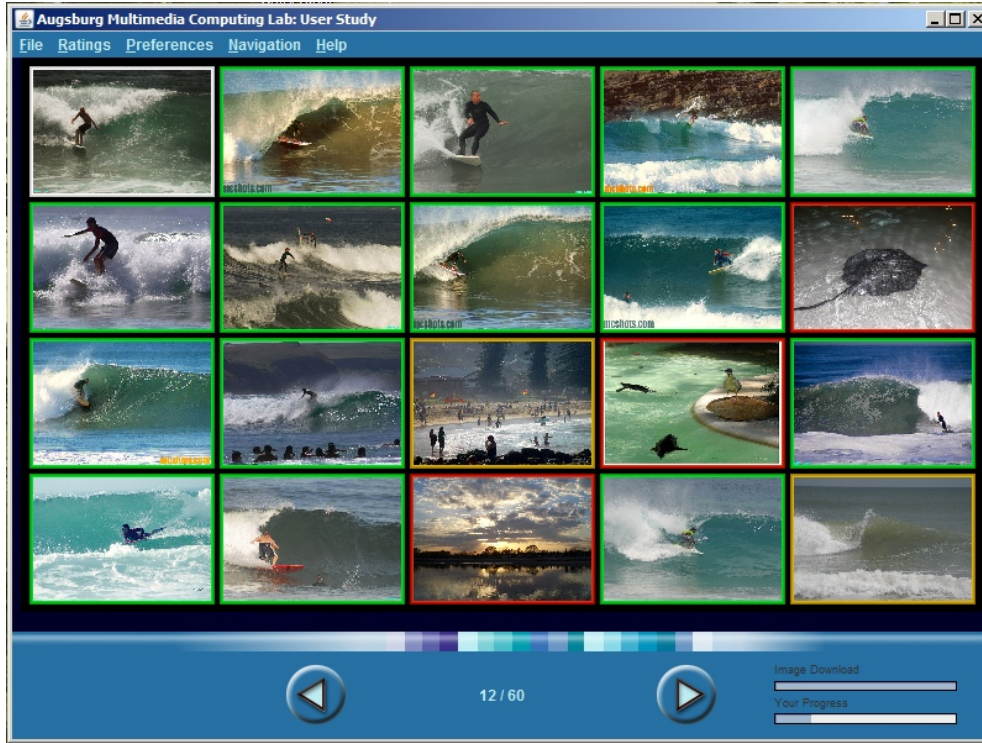 Augsburg Multimedia Computing Lab: User Study
File Ratings Preferences Navigation Help
mcshots.com
mcshots.com
mcshots.com
mcshots.com
12 / 60
Image Download
Your Progress